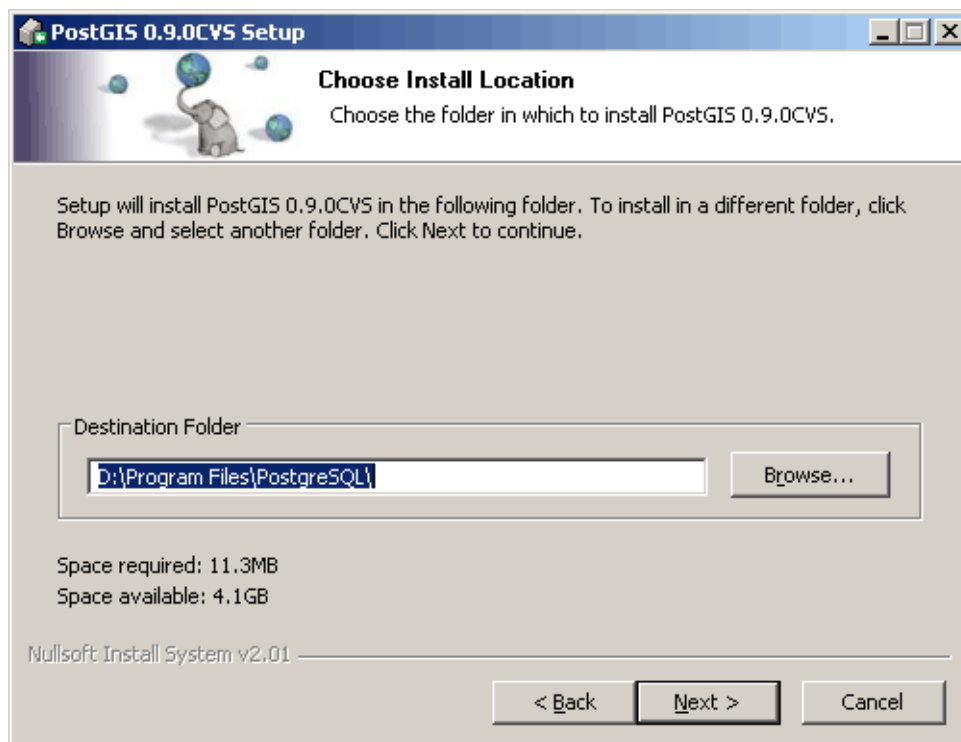 PostGIS 0.9.0CVS Setup
Choose Install Location
Choose the folder in which to install PostGIS 0.9.0CVS.
Setup will install PostGIS 0.9.0CVS in the following folder. To install in a different folder, click
Browse and select another folder. Click Next to continue.
Destination Folder
D:\Program Files\PostgreSQL\
Browse...
Space required: 11.3MB
Space available: 4.1GB
Nullsoft Install System v2.01
< Back
Next >
Cancel